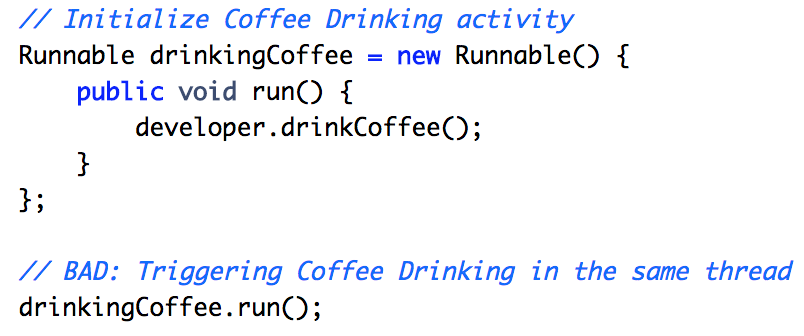 // Initialize Coffee Drinking activity
Runnable drinkingCoffee = new Runnable() {
    public void run() {
        developer.drinkCoffee();
    }
};

// BAD: Triggering Coffee Drinking in the same thread
drinkingCoffee.run();